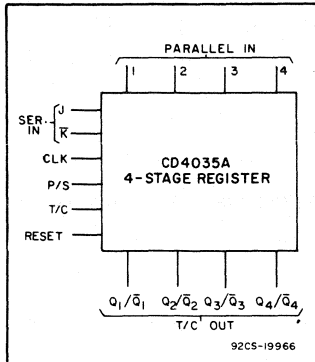 PARALLEL IN
1 2 3 4
SER. IN
J
K̅
CLK
P/S
T/C
RESET
CD4035A
4-STAGE REGISTER
Q1/Q̅1 Q2/Q̅2 Q3/Q̅3 Q4/Q̅4
T/C OUT
92CS-19966